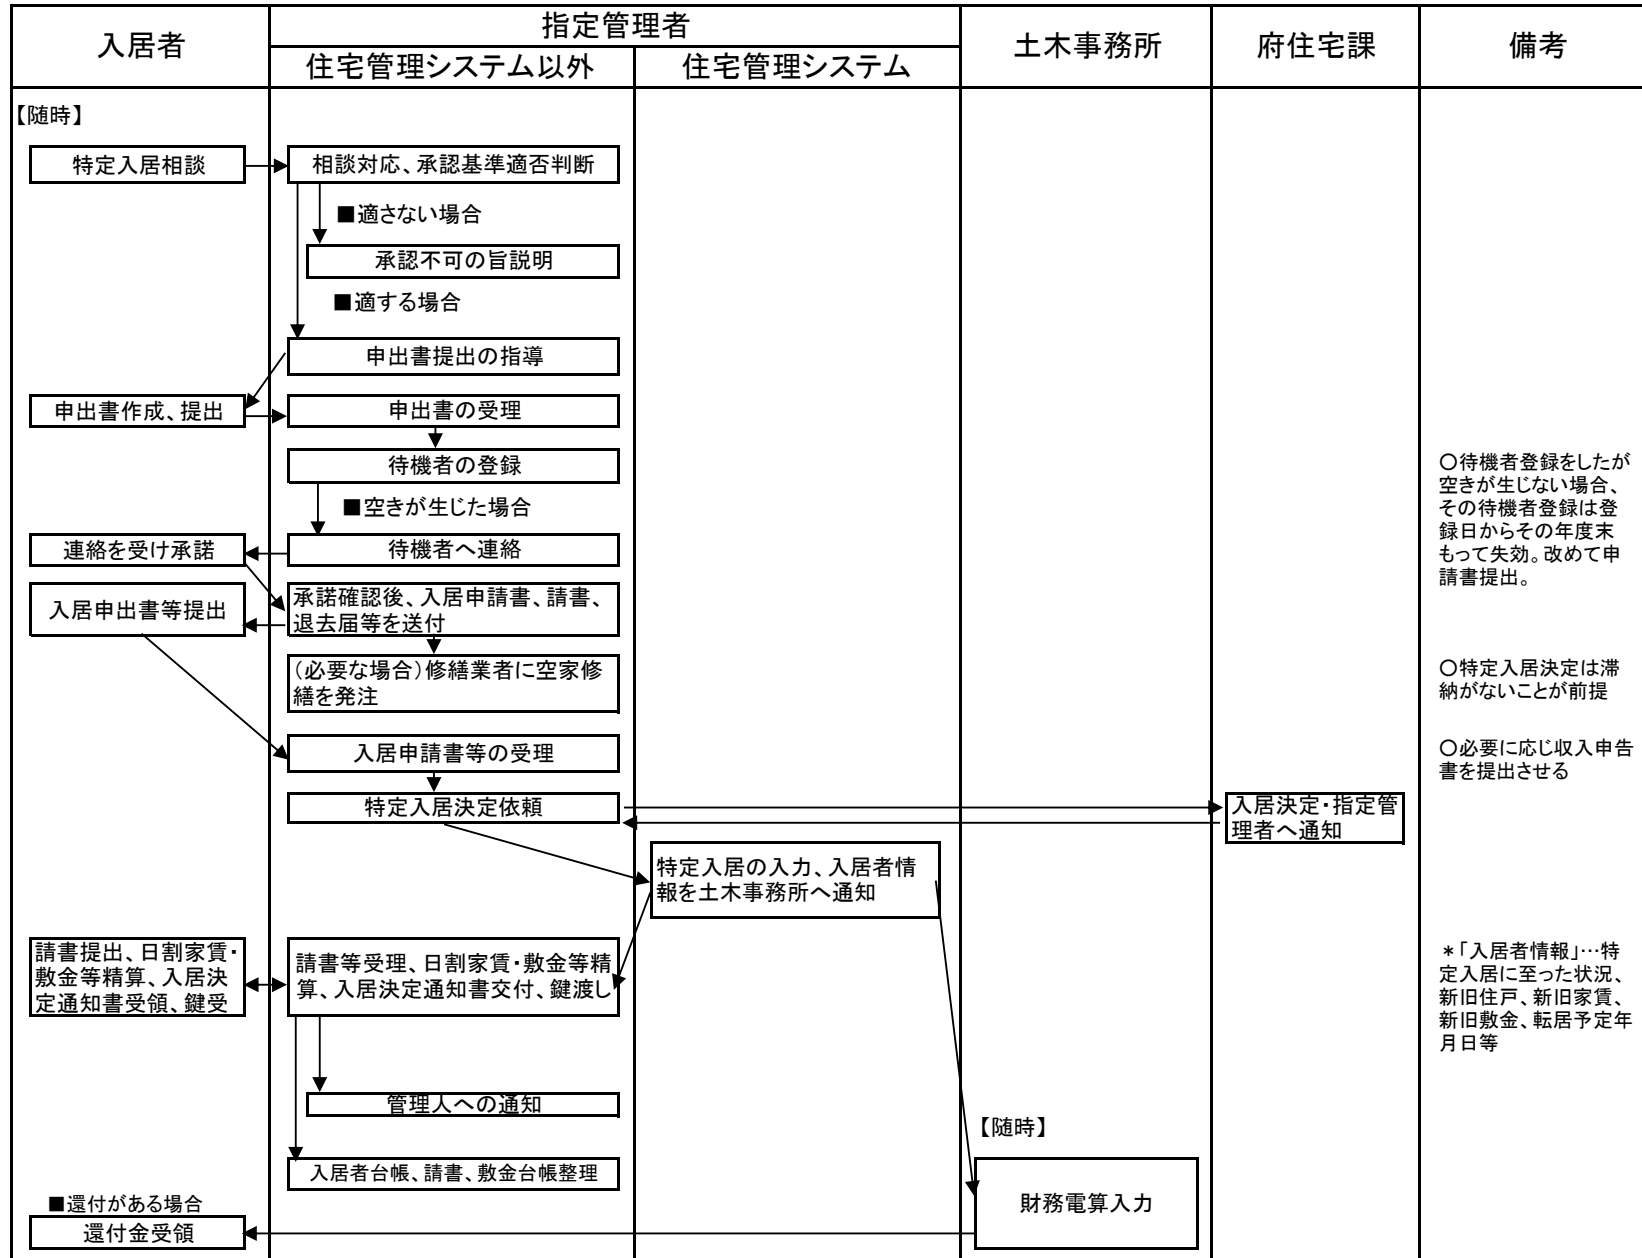 入居者
指定管理者
住宅管理システム以外
住宅管理システム
土木事務所
府住宅課
備考
【随時】
特定入居相談
相談対応、承認基準適否判断
■適さない場合
承認不可の旨説明
■適する場合
申出書提出の指導
申出書作成、提出
申出書の受理
待機者の登録
■空きが生じた場合
連絡を受け承諾
待機者へ連絡
○待機者登録をしたが
空きが生じない場合、
その待機者登録は登
録日からその年度末
もって失効。改めて申
請書提出。
入居申出書等提出
承諾確認後、入居申請書、請書、
退去届等を送付
(必要な場合)修繕業者に空家修
繕を発注
○特定入居決定は滞
納がないことが前提
入居申請書等の受理
○必要に応じ収入申告
書を提出させる
特定入居決定依頼
入居決定・指定管
理者へ通知
特定入居の入力、入居者情
報を土木事務所へ通知
請書提出、日割家賃・
敷金等精算、入居決
定通知書受領、鍵受
請書等受理、日割家賃・敷金等精
算、入居決定通知書交付、鍵渡し
*「入居者情報」…特
定入居に至った状況、
新旧住戸、新旧家賃、
新旧敷金、転居予定年
月日等
管理人への通知
【随時】
入居者台帳、請書、敷金台帳整理
財務電算入力
■還付がある場合
還付金受領